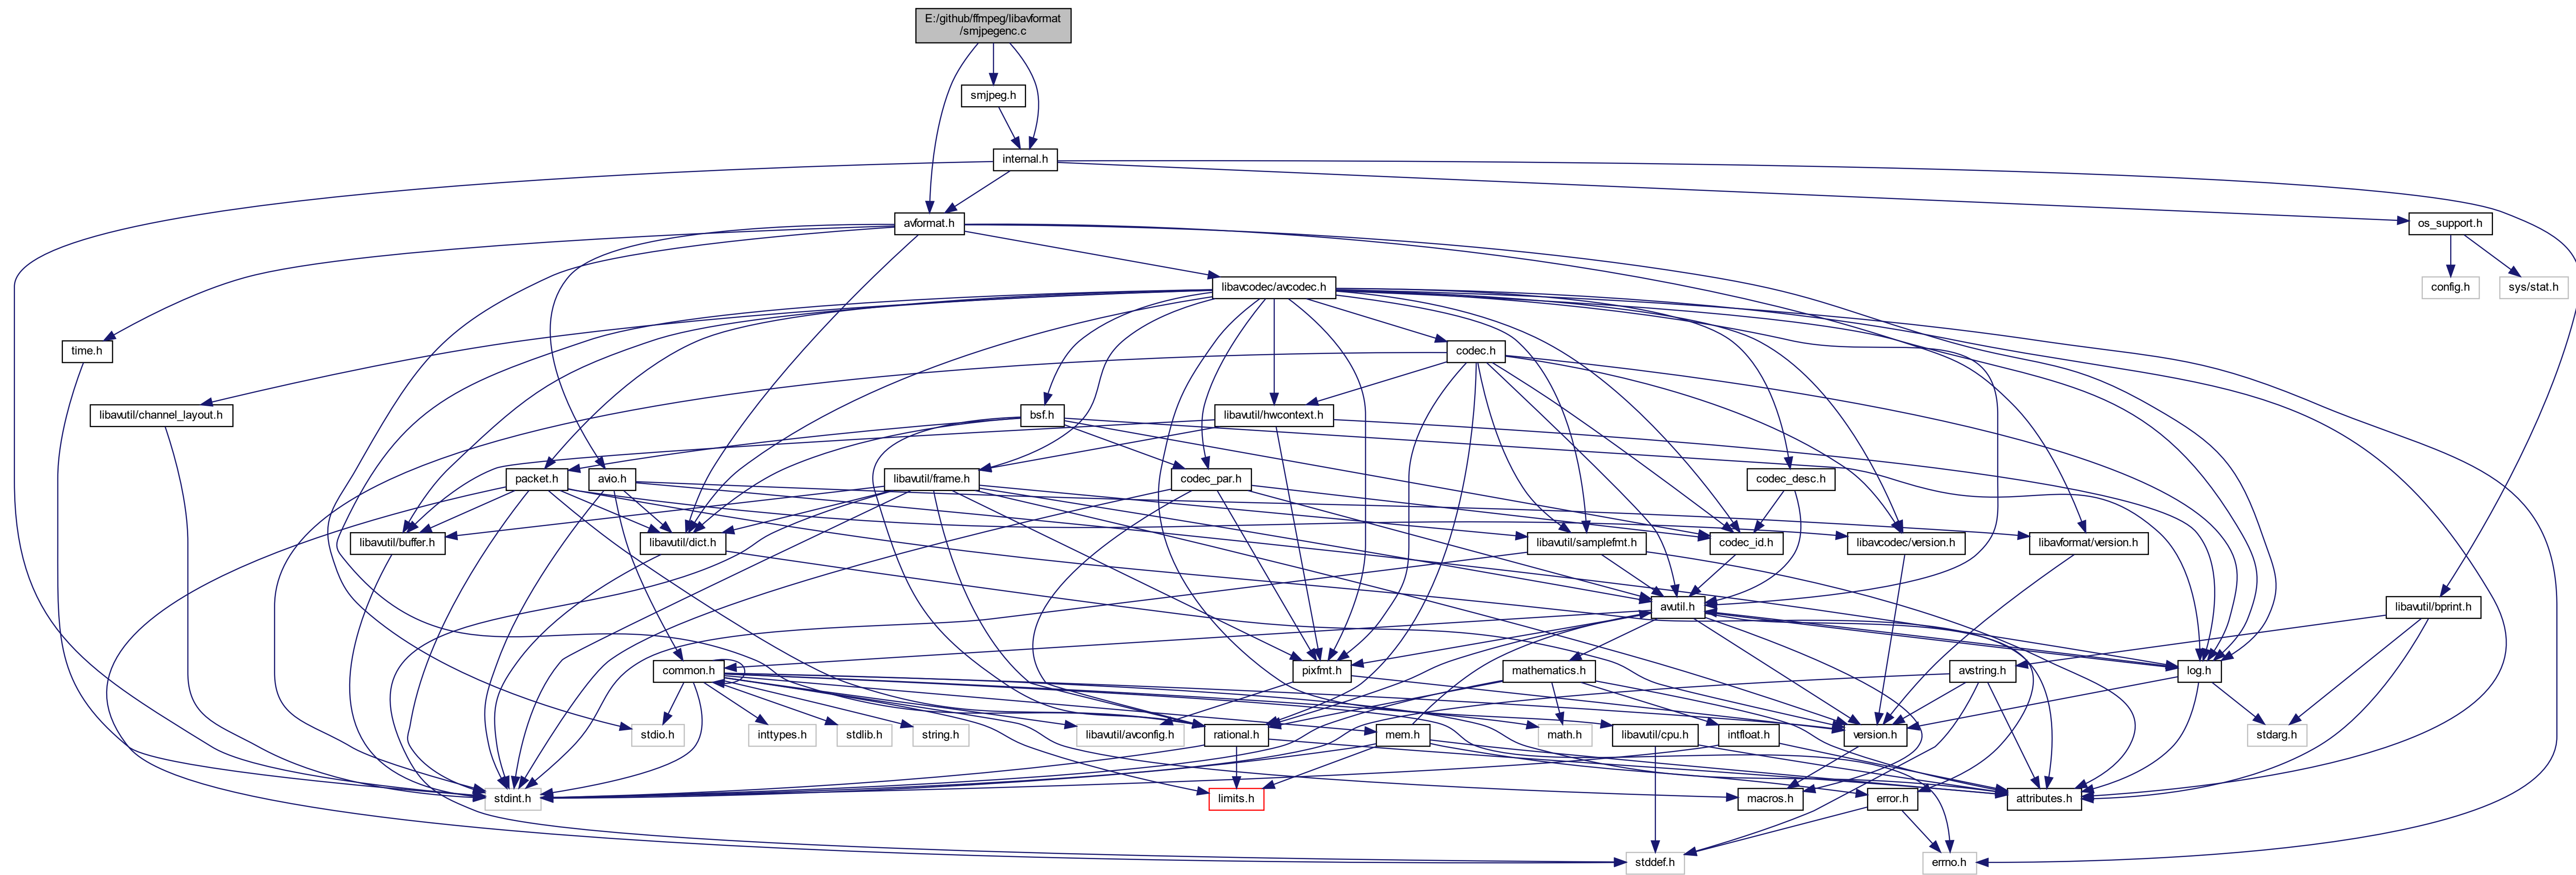 E:/github/ffmpeg/libavformat
/smjpegenc.c
smjpeg.h
internal.h
avformat.h
os_support.h
libavcodec/avcodec.h
config.h
sys/stat.h
time.h
codec.h
libavutil/channel_layout.h
bsf.h
libavutil/hwcontext.h
packet.h
avio.h
libavutil/frame.h
codec_par.h
codec_desc.h
libavutil/buffer.h
libavutil/dict.h
libavutil/samplefmt.h
codec_id.h
libavcodec/version.h
libavformat/version.h
avutil.h
libavutil/bprint.h
common.h
pixfmt.h
mathematics.h
avstring.h
log.h
stdio.h
inttypes.h
stdlib.h
string.h
libavutil/avconfig.h
rational.h
mem.h
math.h
libavutil/cpu.h
intfloat.h
version.h
stdarg.h
stdint.h
limits.h
macros.h
error.h
attributes.h
stddef.h
errno.h